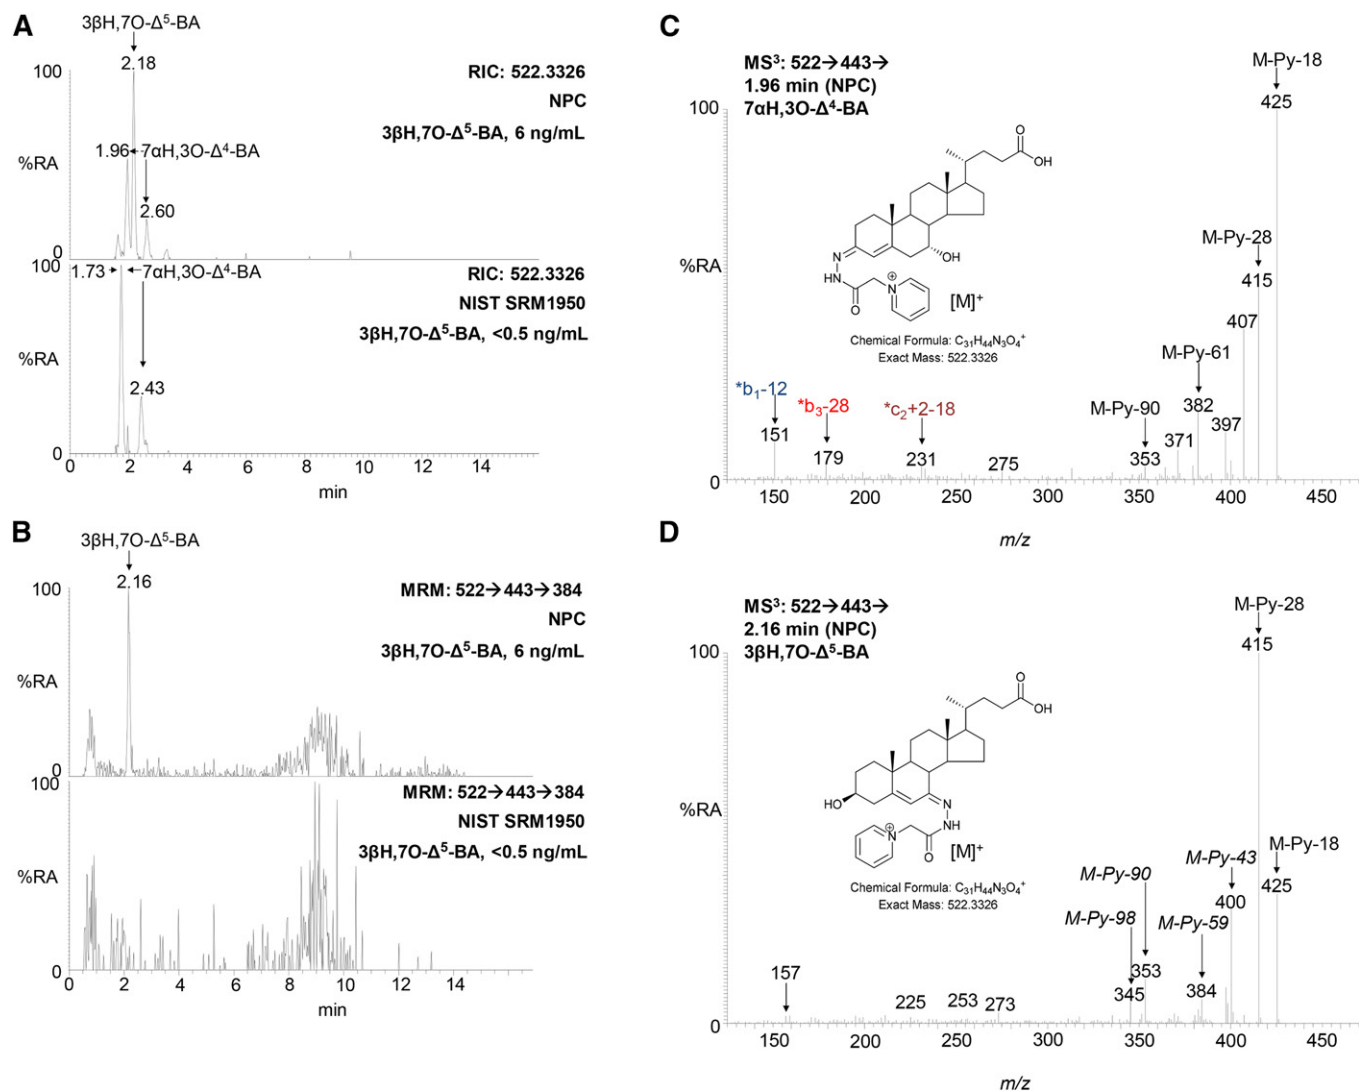 A
3βH,7O-Δ⁵-BA
2.18
100
RIC: 522.3326
NPC
3βH,7O-Δ⁵-BA, 6 ng/mL
1.96
7αH,3O-Δ⁴-BA
%RA
2.60
0
100
1.73
7αH,3O-Δ⁴-BA
RIC: 522.3326
NIST SRM1950
3βH,7O-Δ⁵-BA, <0.5 ng/mL
%RA
2.43
0
0 2 4 6 8 10 12 14
min
B
3βH,7O-Δ⁵-BA
2.16
100
MRM: 522→443→384
NPC
3βH,7O-Δ⁵-BA, 6 ng/mL
%RA
0
100
MRM: 522→443→384
NIST SRM1950
3βH,7O-Δ⁵-BA, <0.5 ng/mL
%RA
0
0 2 4 6 8 10 12 14
min
C
MS³: 522→443→
1.96 min (NPC)
7αH,3O-Δ⁴-BA
M-Py-18
425
100
O
OH
M-Py-28
415
%RA
N
OH
NH
O
N
+
[M]⁺
407
Chemical Formula: C₃₁H₄₄N₃O₄⁺
Exact Mass: 522.3326
M-Py-61
382
*b₁-12
*b₃-28
*c₂+2-18
M-Py-90
397
151
179
231
275
353
371
0
150 200 250 300 350 400 450
m/z
D
MS³: 522→443→
2.16 min (NPC)
3βH,7O-Δ⁵-BA
M-Py-28
415
100
O
OH
%RA
HO
N
NH
O
N
+
[M]⁺
Chemical Formula: C₃₁H₄₄N₃O₄⁺
Exact Mass: 522.3326
M-Py-18
425
M-Py-43
400
M-Py-90
M-Py-98
M-Py-59
353
345
384
157
225
253
273
0
150 200 250 300 350 400 450
m/z